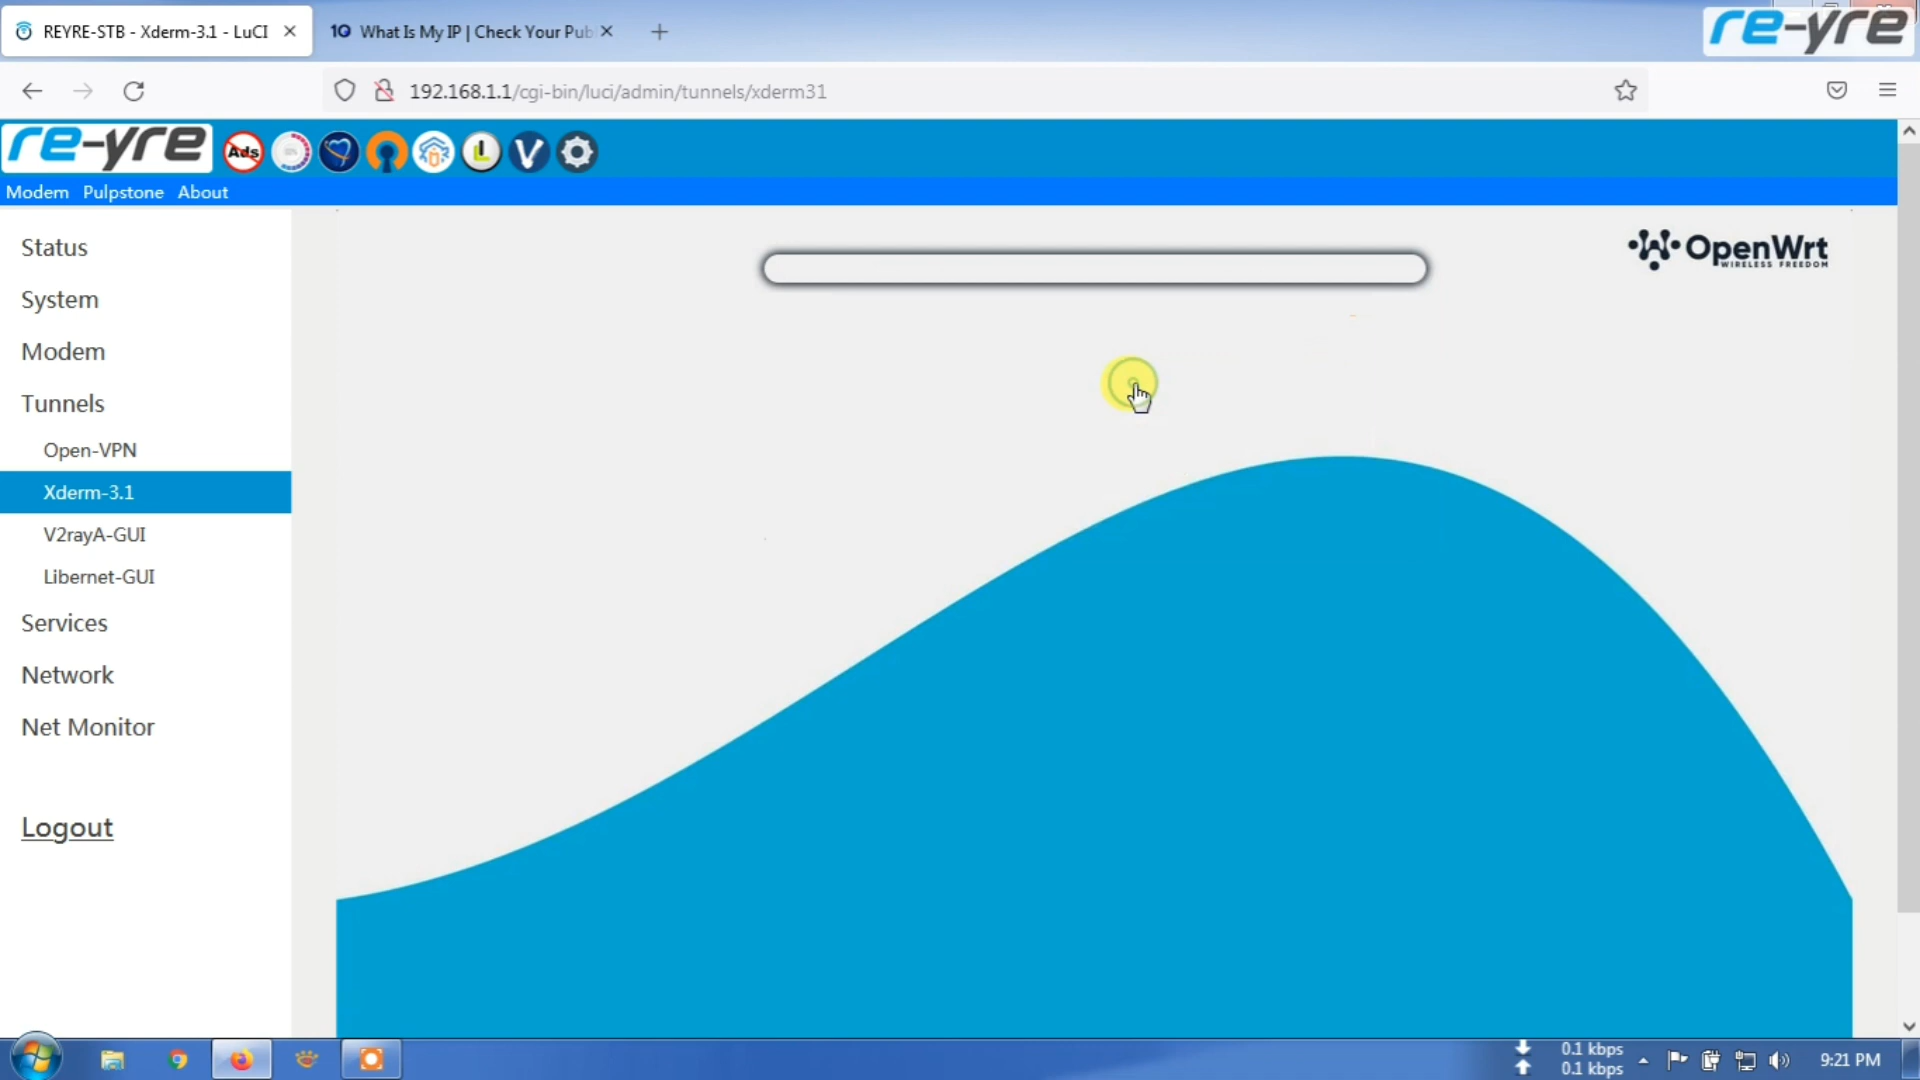 REYRE-STB - Xderm-3.1 - LuCI
1Q What Is My IP | Check Your Pub
re-yre
192.168.1.1/cgi-bin/luci/admin/tunnels/xderm31
re-yre
Ads
L
V
Modem Pulpstone About
Status
System
Modem
Tunnels
Open-VPN
Xderm-3.1
V2rayA-GUI
Libernet-GUI
Services
Network
Net Monitor
Logout
OpenWrt
WIRELESS FREEDOM
0.1 kbps
0.1 kbps
9:21 PM